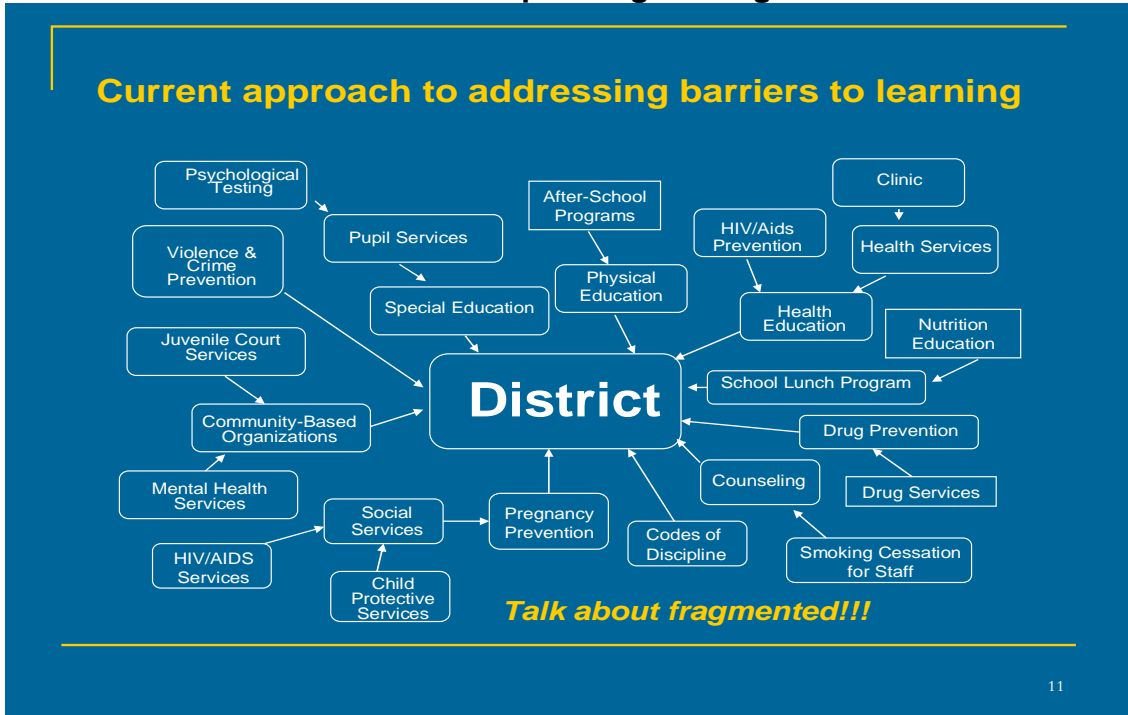 Current approach to addressing barriers to learning
Psychological
Testing
Clinic
After-School
Programs
HIV/Aids
Prevention
Pupil Services
Health Services
Violence &
Crime
Prevention
Physical
Education
Special Education
Health
Education
Nutrition
Education
Juvenile Court
Services
School Lunch Program
District
Community-Based
Organizations
Drug Prevention
Counseling
Mental Health
Services
Drug Services
Social
Services
Pregnancy
Prevention
Codes of
Discipline
HIV/AIDS
Services
Smoking Cessation
for Staff
Child
Protective
Services
Talk about fragmented!!!
11